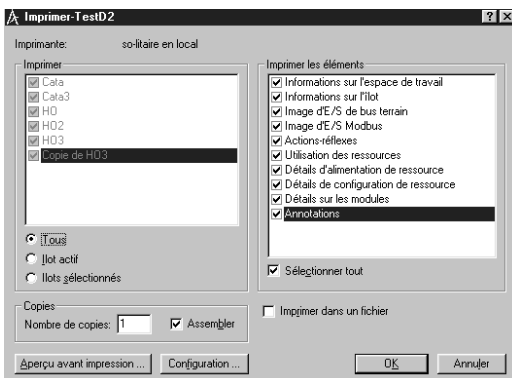 Imprimer-TestD2
Imprimante: so-litaire en local
Imprimer
Cata
Cata3
HO
HO2
HO3
Copie de HO3
Tous
Ilot actif
Ilots sélectionnés
Imprimer les éléments
Informations sur l'espace de travail
Informations sur l'îlot
Image d'E/S de bus terrain
Image d'E/S Modbus
Actions-réflexes
Utilisation des ressources
Détails d'alimentation de ressource
Détails de configuration de ressource
Détails sur les modules
Annotations
Sélectionner tout
Copies
Nombre de copies: 1 Assembler
Imprimer dans un fichier
Aperçu avant impression ... Configuration ... OK Annuler